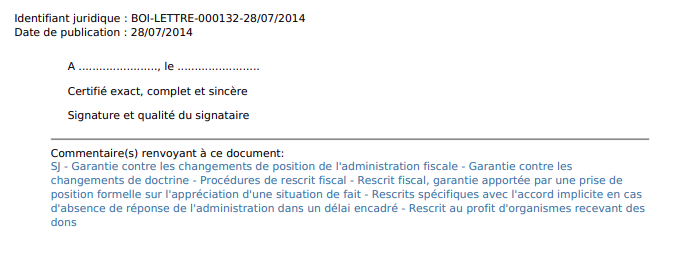 Identifiant juridique : BOI-LETTRE-000132-28/07/2014
Date de publication : 28/07/2014
A ......................., le ........................
Certifié exact, complet et sincère
Signature et qualité du signataire
Commentaire(s) renvoyant à ce document:
SJ - Garantie contre les changements de position de l'administration fiscale - Garantie contre les
changements de doctrine - Procédures de rescrit fiscal - Rescrit fiscal, garantie apportée par une prise de
position formelle sur l'appréciation d'une situation de fait - Rescrits spécifiques avec l'accord implicite en cas
d'absence de réponse de l'administration dans un délai encadré - Rescrit au profit d'organismes recevant des
dons